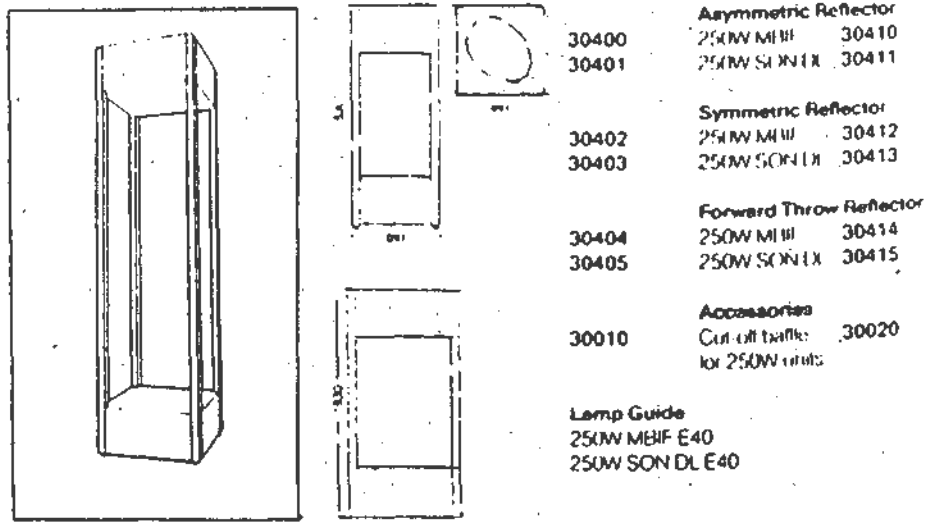 Asymmetric Reflector
30400 250W MBIF 30410
30401 250W SON DL 30411
Symmetric Reflector
30402 250W MBIF 30412
30403 250W SON DL 30413
Forward Throw Reflector
30404 250W MBIF 30414
30405 250W SON DL 30415
Accessories
30010 Cut-off baffle 30020
for 250W units
Lamp Guide
250W MBIF E40
250W SON DL E40